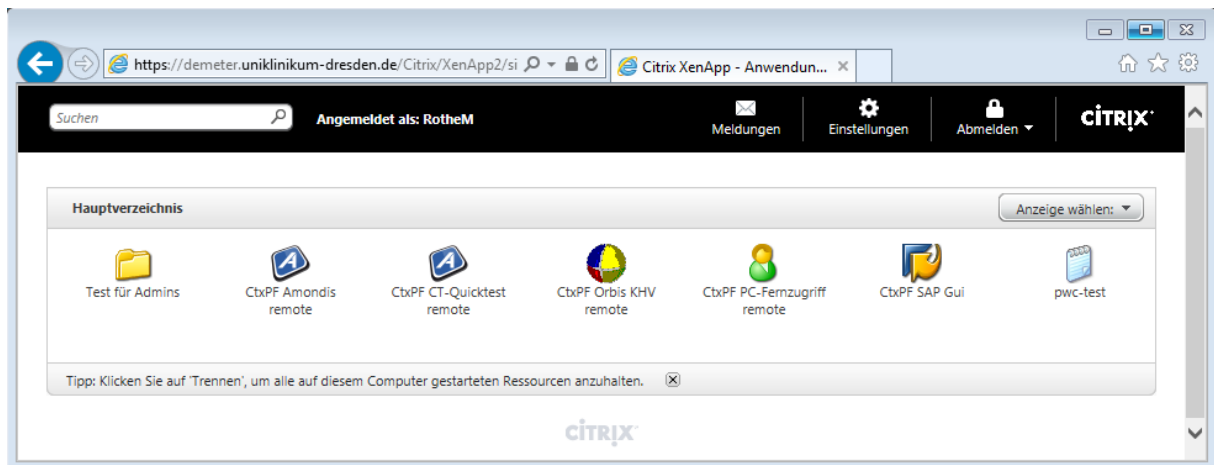 https://demeter.uniklinikum-dresden.de/Citrix/XenApp2/si
Citrix XenApp - Anwendun...
Suchen
Angemeldet als: RotheM
Meldungen
Einstellungen
Abmelden
CITRIX
Hauptverzeichnis
Anzeige wählen:
Test für Admins
CtxPF Amondis
remote
CtxPF CT-Quicktest
remote
CtxPF Orbis KHV
remote
CtxPF PC-Fernzugriff
remote
CtxPF SAP Gui
pwc-test
Tipp: Klicken Sie auf 'Trennen', um alle auf diesem Computer gestarteten Ressourcen anzuhalten.
CITRIX